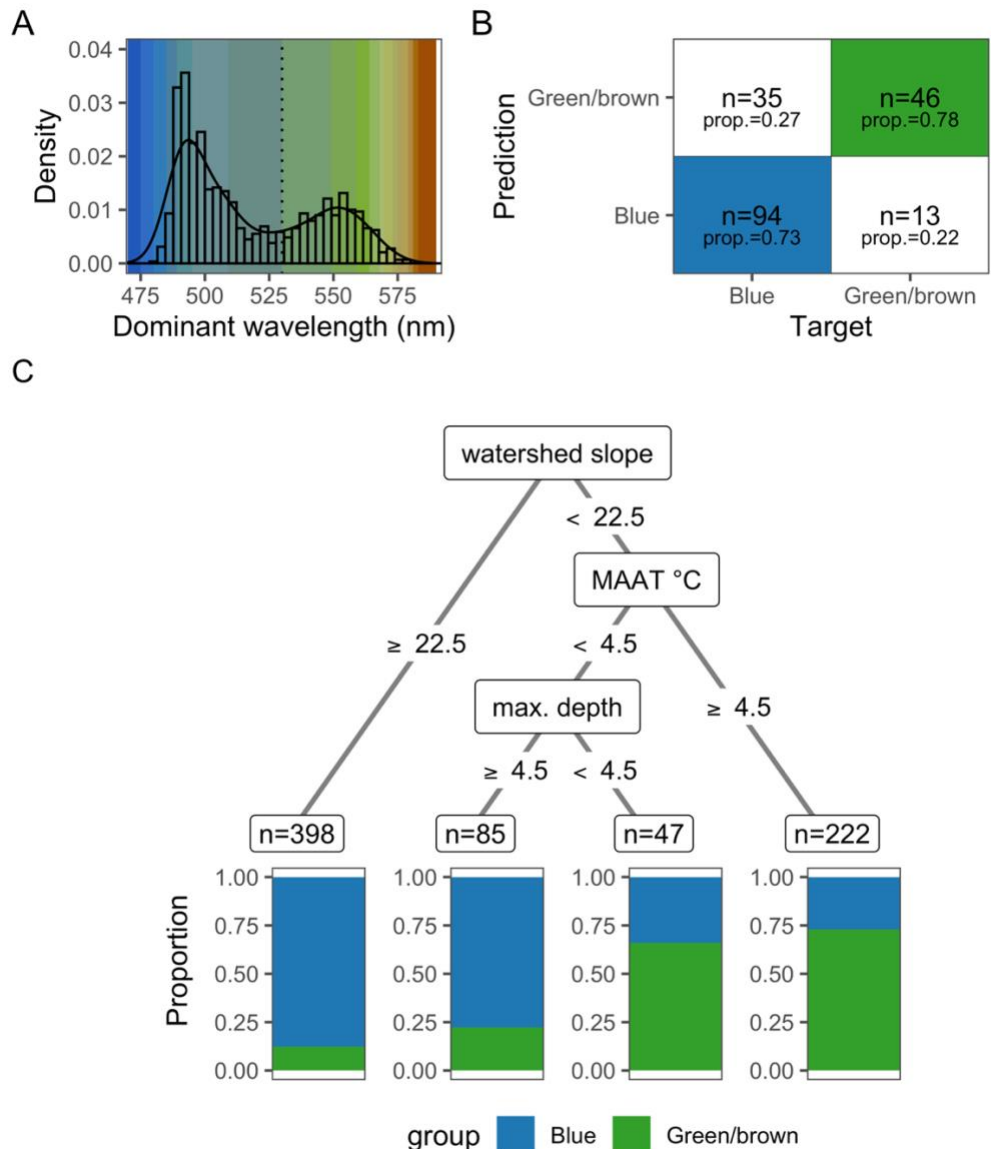 A
0.04
0.03
0.02
0.01
0.00
Density
475 500 525 550 575
Dominant wavelength (nm)
B
Prediction
Green/brown
Blue
n=35
prop.=0.27
n=46
prop.=0.78
n=94
prop.=0.73
n=13
prop.=0.22
Blue Green/brown
Target
C
watershed slope
< 22.5
MAAT °C
≥ 22.5
< 4.5
max. depth
≥ 4.5
≥ 4.5 < 4.5
n=398 n=85 n=47 n=222
Proportion
1.00 1.00 1.00 1.00
0.75 0.75 0.75 0.75
0.50 0.50 0.50 0.50
0.25 0.25 0.25 0.25
0.00 0.00 0.00 0.00
group Blue Green/brown